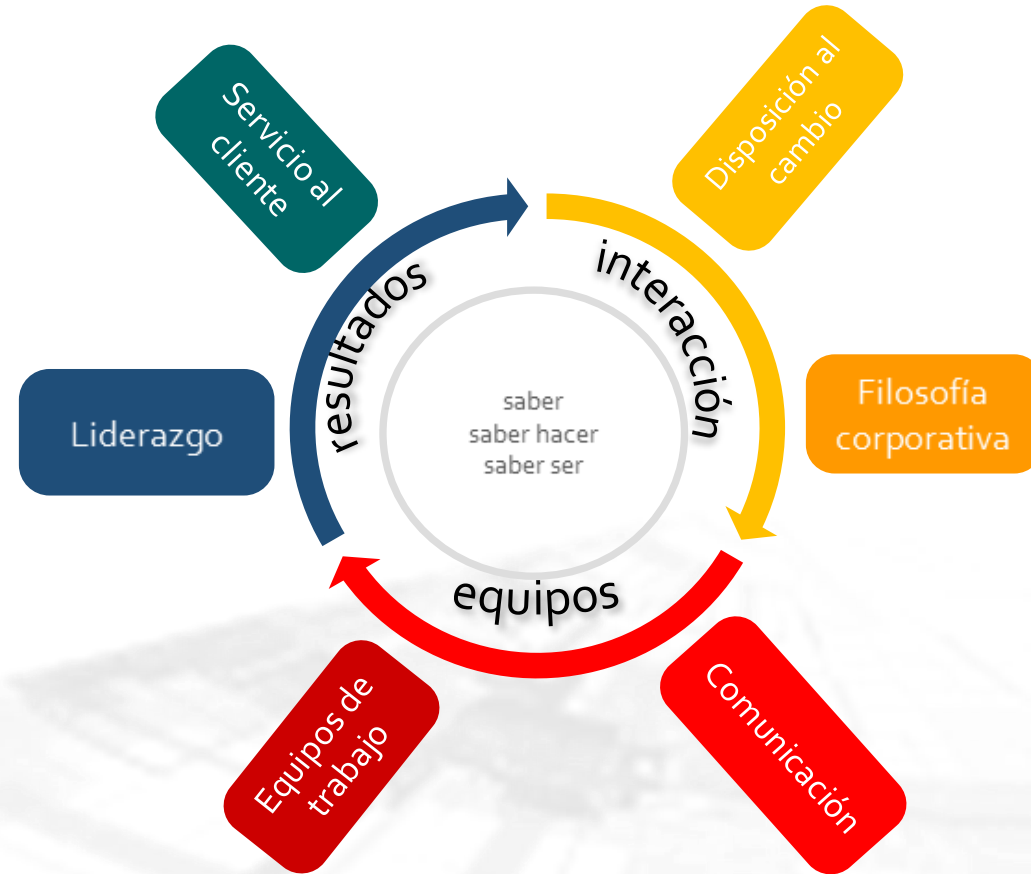 Servicio al
cliente
Disposición al
cambio
resultados
interacción
Liderazgo
saber
saber hacer
saber ser
Filosofía
corporativa
equipos
Equipos de
trabajo
Comunicación